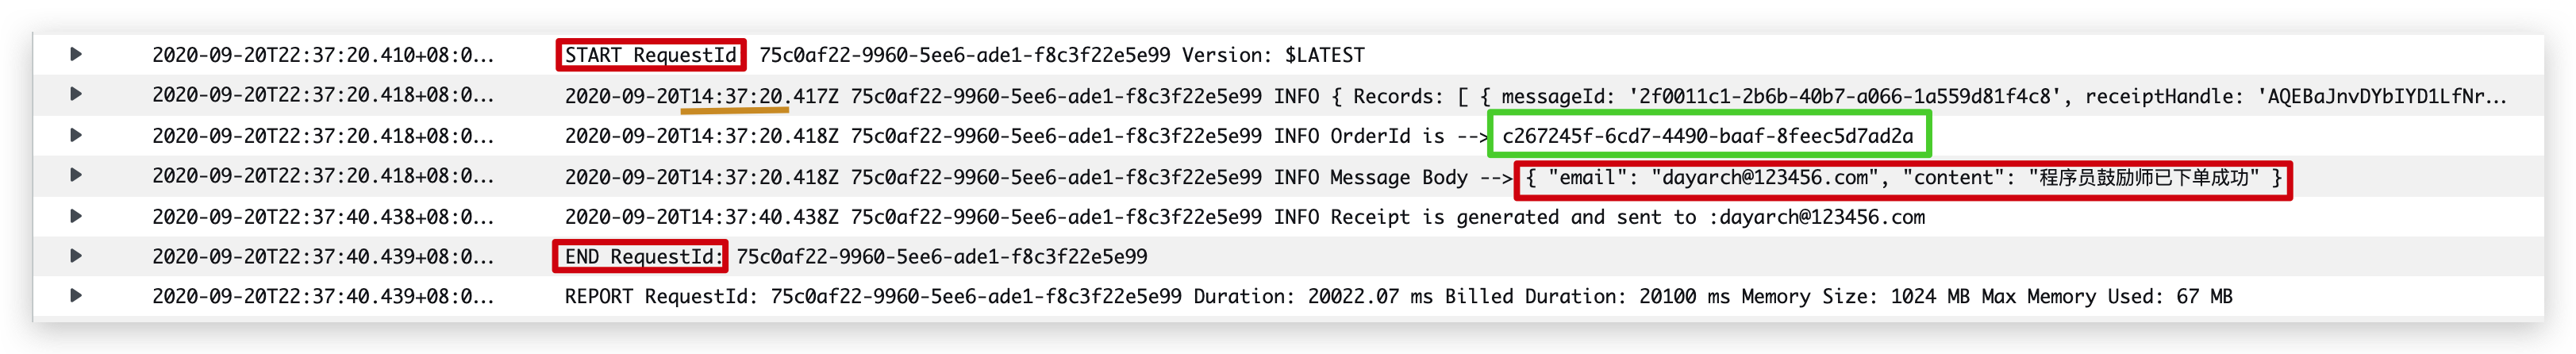 2020-09-20T22:37:20.410+08:0... START RequestId 75c0af22-9960-5ee6-ade1-f8c3f22e5e99 Version: $LATEST
2020-09-20T22:37:20.418+08:0... 2020-09-20T14:37:20.417Z 75c0af22-9960-5ee6-ade1-f8c3f22e5e99 INFO { Records: [ { messageId: '2f0011c1-2b6b-40b7-a066-1a559d81f4c8', receiptHandle: 'AQEBaJnvDYbIYD1LfNr...
2020-09-20T22:37:20.418+08:0... 2020-09-20T14:37:20.418Z 75c0af22-9960-5ee6-ade1-f8c3f22e5e99 INFO OrderId is --> c267245f-6cd7-4490-baaf-8feec5d7ad2a
2020-09-20T22:37:20.418+08:0... 2020-09-20T14:37:20.418Z 75c0af22-9960-5ee6-ade1-f8c3f22e5e99 INFO Message Body --> { "email": "dayarch@123456.com", "content": "程序员鼓励师已下单成功" }
2020-09-20T22:37:40.438+08:0... 2020-09-20T14:37:40.438Z 75c0af22-9960-5ee6-ade1-f8c3f22e5e99 INFO Receipt is generated and sent to :dayarch@123456.com
2020-09-20T22:37:40.439+08:0... END RequestId: 75c0af22-9960-5ee6-ade1-f8c3f22e5e99
2020-09-20T22:37:40.439+08:0... REPORT RequestId: 75c0af22-9960-5ee6-ade1-f8c3f22e5e99 Duration: 20022.07 ms Billed Duration: 20100 ms Memory Size: 1024 MB Max Memory Used: 67 MB